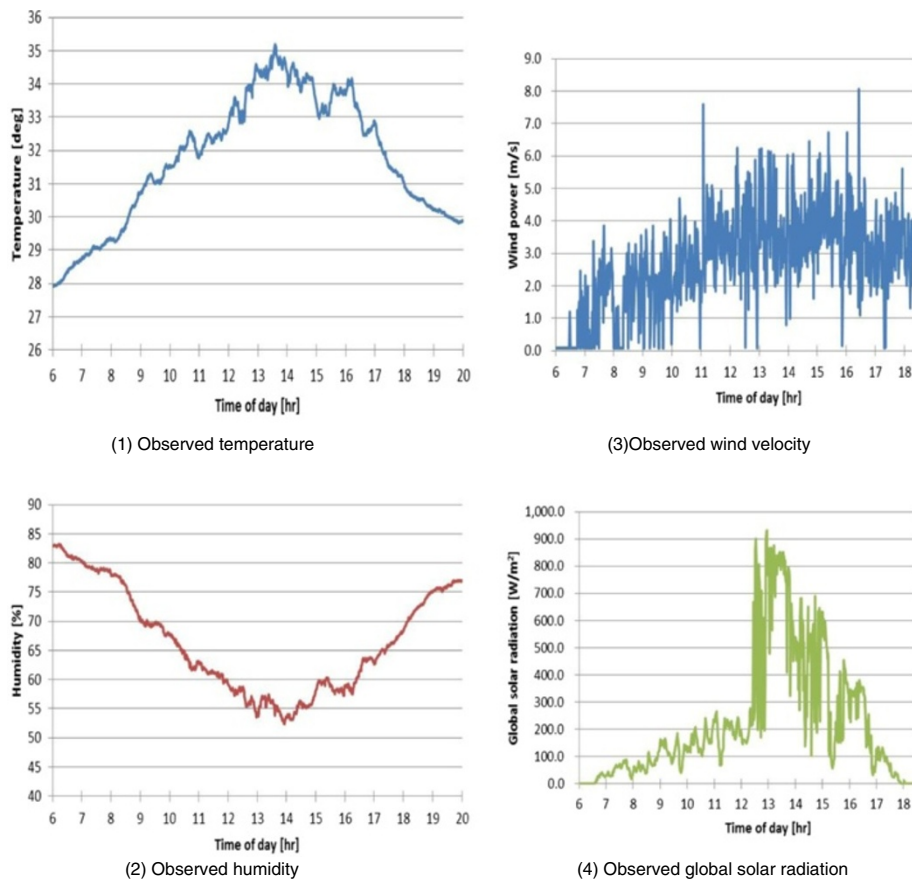 36
35
34
33
32
31
30
29
28
27
26
Temperature [deg]
6 7 8 9 10 11 12 13 14 15 16 17 18 19 20
Time of day [hr]
(1) Observed temperature
9.0
8.0
7.0
6.0
5.0
4.0
3.0
2.0
1.0
0.0
Wind power [m/s]
6 7 8 9 10 11 12 13 14 15 16 17 18
Time of day [hr]
(3)Observed wind velocity
90
85
80
75
70
65
60
55
50
45
40
Humidity [%]
6 7 8 9 10 11 12 13 14 15 16 17 18 19 20
Time of day [hr]
(2) Observed humidity
1,000.0
900.0
800.0
700.0
600.0
500.0
400.0
300.0
200.0
100.0
0.0
Global solar radiation [W/m²]
6 7 8 9 10 11 12 13 14 15 16 17 18
Time of day [hr]
(4) Observed global solar radiation